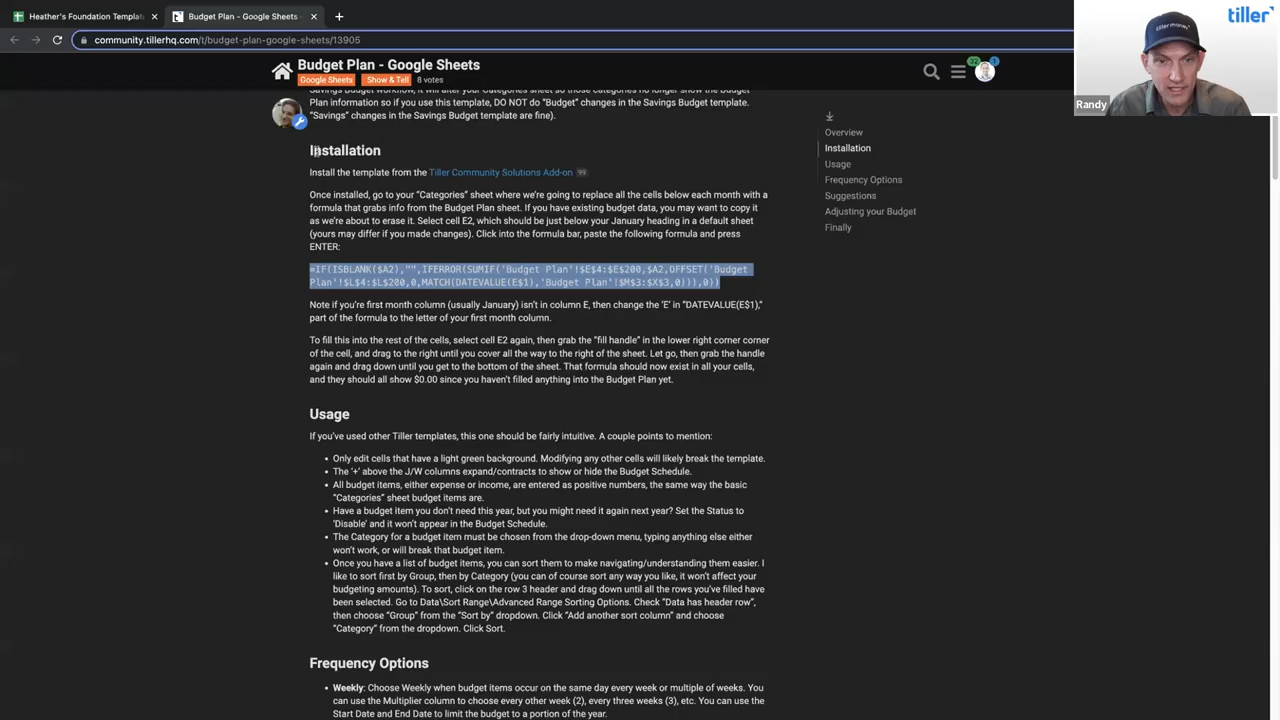 Heather's Foundation Templat
Budget Plan - Google Sheets
community.tillerhq.com/t/budget-plan-google-sheets/13905
tiller
tiller money
Randy
Budget Plan - Google Sheets
Google Sheets Show & Tell 8 votes
32 1
Savings Budget workflow, it will alter your Categories sheet so those categories no longer show the Budget
Plan information so if you use this template, DO NOT do "Budget" changes in the Savings Budget template.
"Savings" changes in the Savings Budget template are fine).
Installation
Install the template from the Tiller Community Solutions Add-on 99
Once installed, go to your "Categories" sheet where we're going to replace all the cells below each month with a
formula that grabs info from the Budget Plan sheet. If you have existing budget data, you may want to copy it
as we're about to erase it. Select cell E2, which should be just below your January heading in a default sheet
(yours may differ if you made changes). Click into the formula bar, paste the following formula and press
ENTER:
=IF(ISBLANK($A2),"",IFERROR(SUMIF('Budget Plan'!$E$4:$E$200,$A2,OFFSET('Budget
Plan'!$L$4:$L$200,0,MATCH(DATEVALUE(E$1),'Budget Plan'!$M$3:$X$3,0))),0))
Note if you're first month column (usually January) isn't in column E, then change the 'E' in "DATEVALUE(E$1),"
part of the formula to the letter of your first month column.
To fill this into the rest of the cells, select cell E2 again, then grab the "fill handle" in the lower right corner corner
of the cell, and drag to the right until you cover all the way to the right of the sheet. Let go, then grab the handle
again and drag down until you get to the bottom of the sheet. That formula should now exist in all your cells,
and they should all show $0.00 since you haven't filled anything into the Budget Plan yet.
Usage
If you've used other Tiller templates, this one should be fairly intuitive. A couple points to mention:
• Only edit cells that have a light green background. Modifying any other cells will likely break the template.
• The '+' above the J/W columns expand/contracts to show or hide the Budget Schedule.
• All budget items, either expense or income, are entered as positive numbers, the same way the basic
"Categories" sheet budget items are.
• Have a budget item you don't need this year, but you might need it again next year? Set the Status to
'Disable' and it won't appear in the Budget Schedule.
• The Category for a budget item must be chosen from the drop-down menu, typing anything else either
won't work, or will break that budget item.
• Once you have a list of budget items, you can sort them to make navigating/understanding them easier. I
like to sort first by Group, then by Category (you can of course sort any way you like, it won't affect your
budgeting amounts). To sort, click on the row 3 header and drag down until all the rows you've filled have
been selected. Go to Data\Sort Range\Advanced Range Sorting Options. Check "Data has header row",
then choose "Group" from the "Sort by" dropdown. Click "Add another sort column" and choose
"Category" from the dropdown. Click Sort.
Frequency Options
• Weekly: Choose Weekly when budget items occur on the same day every week or multiple of weeks. You
can use the Multiplier column to choose every other week (2), every three weeks (3), etc. You can use the
Start Date and End Date to limit the budget to a portion of the year.
Overview
Installation
Usage
Frequency Options
Suggestions
Adjusting your Budget
Finally